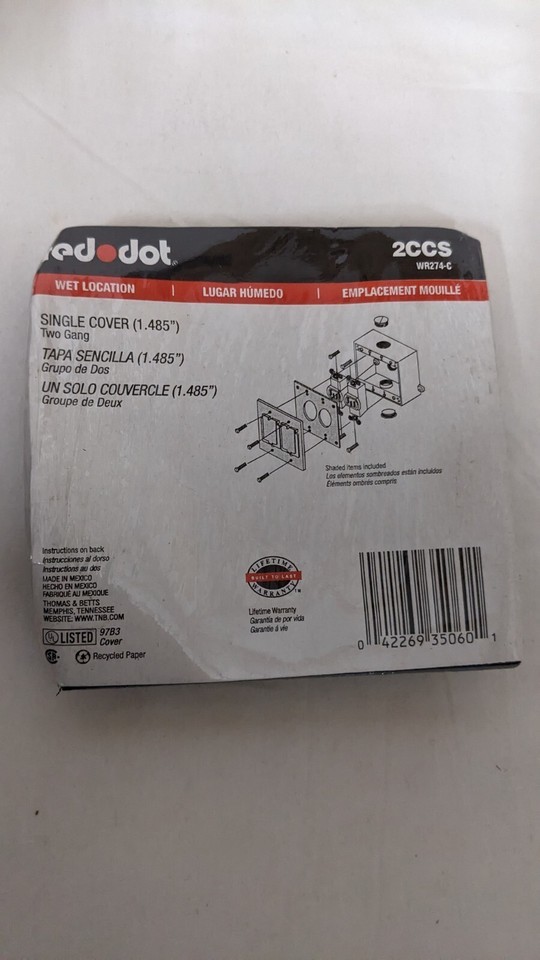 red dot
2CCS
WR274-C
WET LOCATION | LUGAR HÚMEDO | EMPLACEMENT MOUILLÉ
SINGLE COVER (1.485")
Two Gang
TAPA SENCILLA (1.485")
Grupo de Dos
UN SOLO COUVERCLE (1.485")
Groupe de Deux
Shaded items included
Los elementos sombreados están incluidos
Éléments ombrés compris
Instructions on back
Instrucciones al dorso
Instructions au dos
MADE IN MEXICO
HECHO EN MEXICO
FABRIQUÉ AU MEXIQUE
THOMAS & BETTS
MEMPHIS, TENNESSEE
WEBSITE: WWW.TNB.COM
UL LISTED 97B3
Cover
Recycled Paper
LIFETIME
BUILT TO LAST
WARRANTY
TM
Lifetime Warranty
Garantía de por vida
Garantie à vie
0 42269 35060 1